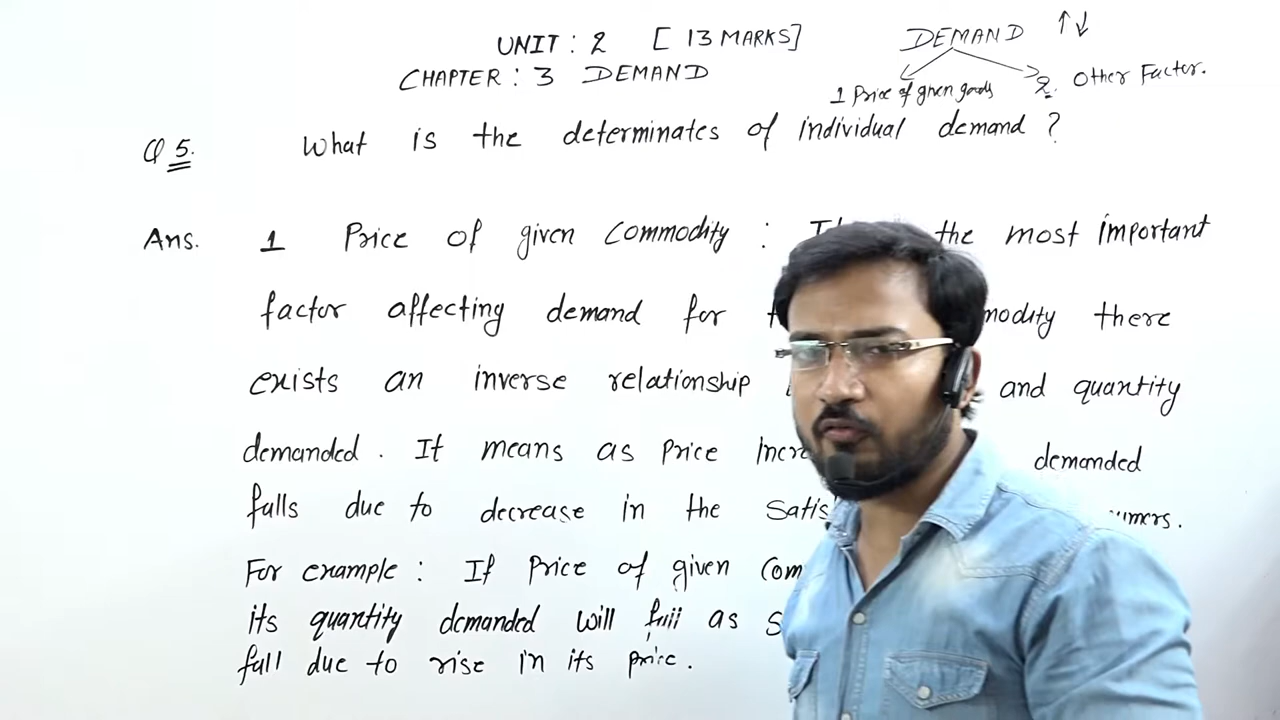 UNIT : 2 [ 13 MARKS]
DEMAND ↑↓
CHAPTER : 3 DEMAND
1 Price of given goods
2. Other Factor.
Q 5. What is the determinates of individual demand ?
Ans. 1 Price of given Commodity : the most important
factor affecting demand for there
exists an inverse relationship and quantity
demanded. It means as price demanded
falls due to decrease in the
For example : If Price of given
its quantity demanded will fall as
fall due to rise in its price.